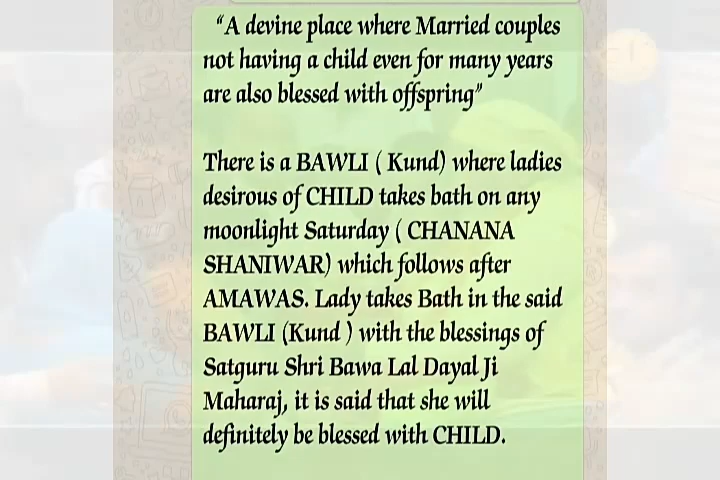 “A devine place where Married couples
not having a child even for many years
are also blessed with offspring”
There is a BAWLI ( Kund) where ladies
desirous of CHILD takes bath on any
moonlight Saturday ( CHANANA
SHANIWAR) which follows after
AMAWAS. Lady takes Bath in the said
BAWLI (Kund ) with the blessings of
Satguru Shri Bawa Lal Dayal Ji
Maharaj, it is said that she will
definitely be blessed with CHILD.